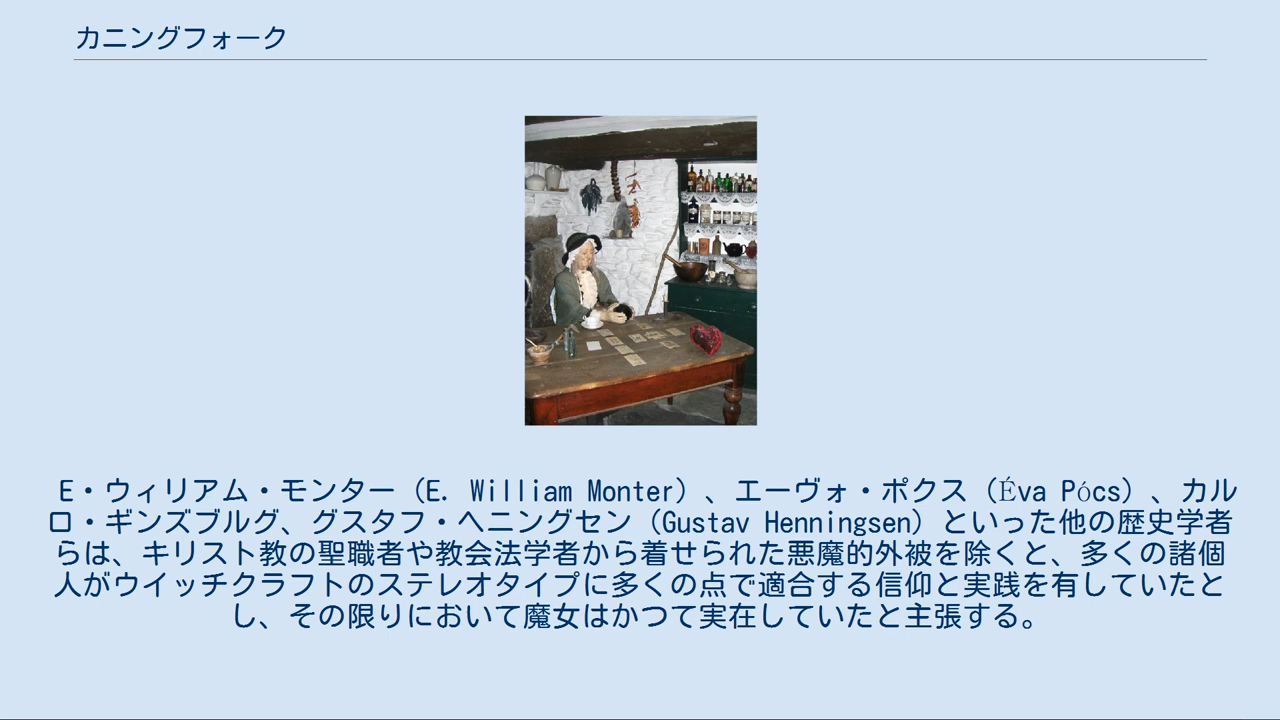 カニングフォーク
E・ウィリアム・モンター（E. William Monter）、エーヴォ・ポクス（Éva Pócs）、カル
ロ・ギンズブルグ、グスタフ・ヘニングセン（Gustav Henningsen）といった他の歴史学者
らは、キリスト教の聖職者や教会法学者から着せられた悪魔的外被を除くと、多くの諸個
人がウイッチクラフトのステレオタイプに多くの点で適合する信仰と実践を有していたと
し、その限りにおいて魔女はかつて実在していたと主張する。